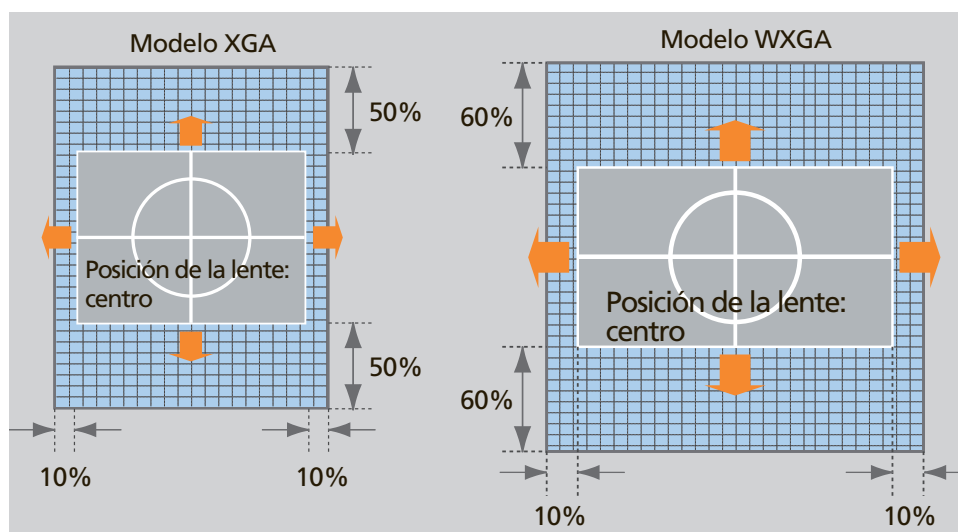 Modelo XGA
50%
Posición de la lente:
centro
50%
10%
10%
Modelo WXGA
60%
Posición de la lente:
centro
60%
10%
10%